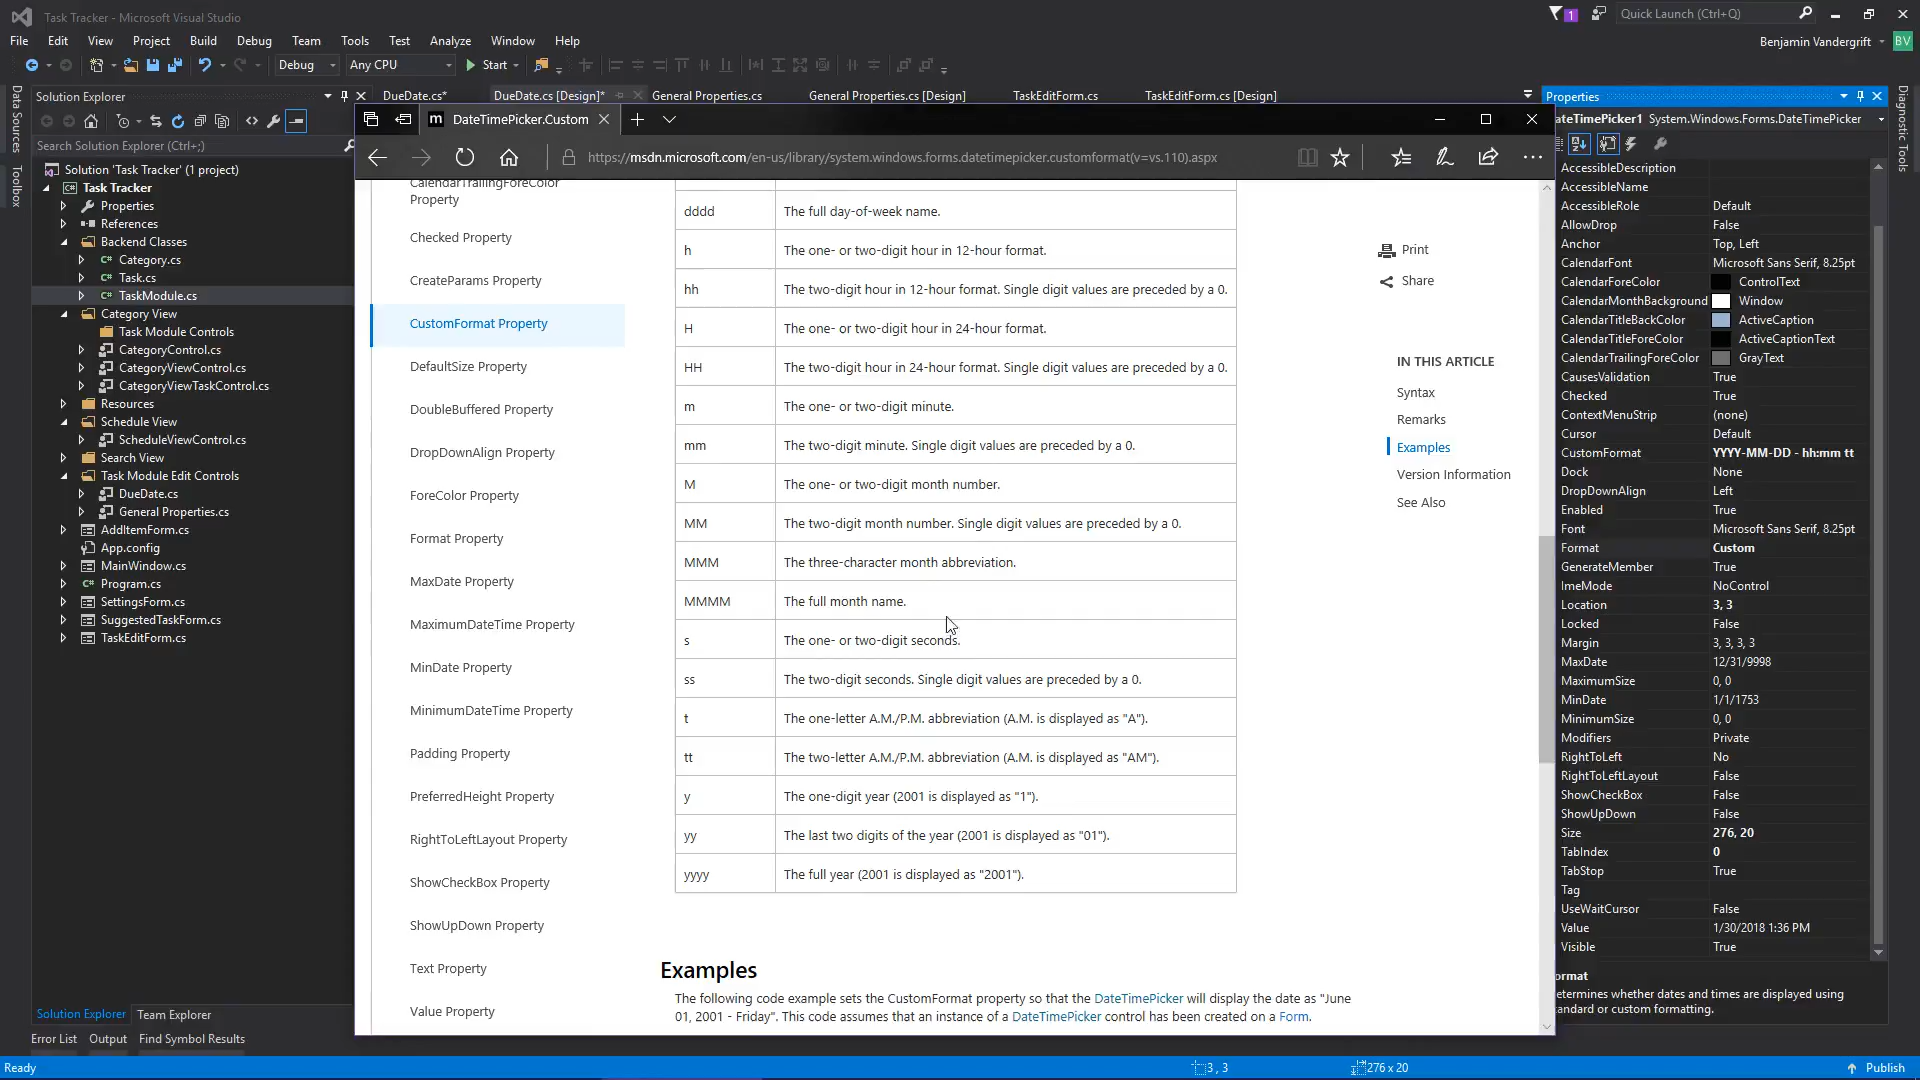 Task Tracker - Microsoft Visual Studio
1
Quick Launch (Ctrl+Q)
File Edit View Project Build Debug Team Tools Test Analyze Window Help
Benjamin Vandergrift BV
Debug Any CPU Start
Data Sources
Toolbox
Solution Explorer
Search Solution Explorer (Ctrl+;)
Solution 'Task Tracker' (1 project)
Task Tracker
Properties
References
Backend Classes
Category.cs
Task.cs
TaskModule.cs
Category View
Task Module Controls
CategoryControl.cs
CategoryViewControl.cs
CategoryViewTaskControl.cs
Resources
Schedule View
ScheduleViewControl.cs
Search View
Task Module Edit Controls
DueDate.cs
General Properties.cs
AddItemForm.cs
App.config
MainWindow.cs
Program.cs
SettingsForm.cs
SuggestedTaskForm.cs
TaskEditForm.cs
Solution Explorer Team Explorer
Error List Output Find Symbol Results
DueDate.cs* DueDate.cs [Design]* General Properties.cs General Properties.cs [Design] TaskEditForm.cs TaskEditForm.cs [Design]
m DateTimePicker.Custom
https://msdn.microsoft.com/en-us/library/system.windows.forms.datetimepicker.customformat(v=vs.110).aspx
CalendarTrailingForeColor
Property
Checked Property
CreateParams Property
CustomFormat Property
DefaultSize Property
DoubleBuffered Property
DropDownAlign Property
ForeColor Property
Format Property
MaxDate Property
MaximumDateTime Property
MinDate Property
MinimumDateTime Property
Padding Property
PreferredHeight Property
RightToLeftLayout Property
ShowCheckBox Property
ShowUpDown Property
Text Property
Value Property
dddd The full day-of-week name.
h The one- or two-digit hour in 12-hour format.
hh The two-digit hour in 12-hour format. Single digit values are preceded by a 0.
H The one- or two-digit hour in 24-hour format.
HH The two-digit hour in 24-hour format. Single digit values are preceded by a 0.
m The one- or two-digit minute.
mm The two-digit minute. Single digit values are preceded by a 0.
M The one- or two-digit month number.
MM The two-digit month number. Single digit values are preceded by a 0.
MMM The three-character month abbreviation.
MMMM The full month name.
s The one- or two-digit seconds.
ss The two-digit seconds. Single digit values are preceded by a 0.
t The one-letter A.M./P.M. abbreviation (A.M. is displayed as "A").
tt The two-letter A.M./P.M. abbreviation (A.M. is displayed as "AM").
y The one-digit year (2001 is displayed as "1").
yy The last two digits of the year (2001 is displayed as "01").
yyyy The full year (2001 is displayed as "2001").
Examples
The following code example sets the CustomFormat property so that the DateTimePicker will display the date as "June
01, 2001 - Friday". This code assumes that an instance of a DateTimePicker control has been created on a Form.
Print
Share
IN THIS ARTICLE
Syntax
Remarks
Examples
Version Information
See Also
Properties
ateTimePicker1 System.Windows.Forms.DateTimePicker
AccessibleDescription
AccessibleName
AccessibleRole Default
AllowDrop False
Anchor Top, Left
CalendarFont Microsoft Sans Serif, 8.25pt
CalendarForeColor ControlText
CalendarMonthBackground Window
CalendarTitleBackColor ActiveCaption
CalendarTitleForeColor ActiveCaptionText
CalendarTrailingForeColor GrayText
CausesValidation True
Checked True
ContextMenuStrip (none)
Cursor Default
CustomFormat YYYY-MM-DD - hh:mm tt
Dock None
DropDownAlign Left
Enabled True
Font Microsoft Sans Serif, 8.25pt
Format Custom
GenerateMember True
ImeMode NoControl
Location 3, 3
Locked False
Margin 3, 3, 3, 3
MaxDate 12/31/9998
MaximumSize 0, 0
MinDate 1/1/1753
MinimumSize 0, 0
Modifiers Private
RightToLeft No
RightToLeftLayout False
ShowCheckBox False
ShowUpDown False
Size 276, 20
TabIndex 0
TabStop True
Tag
UseWaitCursor False
Value 1/30/2018 1:36 PM
Visible True
ormat
etermines whether dates and times are displayed using
andard or custom formatting.
Diagnostic Tools
Ready
3 , 3
276 x 20
Publish